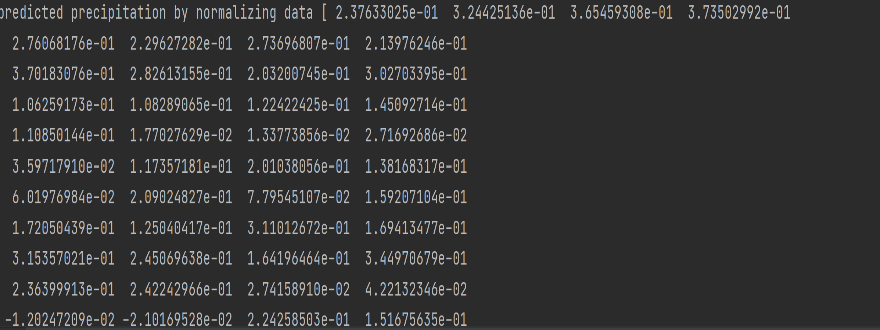 predicted precipitation by normalizing data [ 2.37633025e-01 3.24425136e-01 3.65459308e-01 3.73502992e-01
2.76068176e-01 2.29627282e-01 2.73696807e-01 2.13976246e-01
3.70183076e-01 2.82613155e-01 2.03200745e-01 3.02703395e-01
1.06259173e-01 1.08289065e-01 1.22422425e-01 1.45092714e-01
1.10850144e-01 1.77027629e-02 1.33773856e-02 2.71692686e-02
3.59717910e-02 1.17357181e-01 2.01038056e-01 1.38168317e-01
6.01976984e-02 2.09024827e-01 7.79545107e-02 1.59207104e-01
1.72050439e-01 1.25040417e-01 3.11012672e-01 1.69413477e-01
3.15357021e-01 2.45069638e-01 1.64196464e-01 3.44970679e-01
2.36399913e-01 2.42242966e-01 2.74158910e-02 4.22132346e-02
-1.20247209e-02 -2.10169528e-02 2.24258503e-01 1.51675635e-01